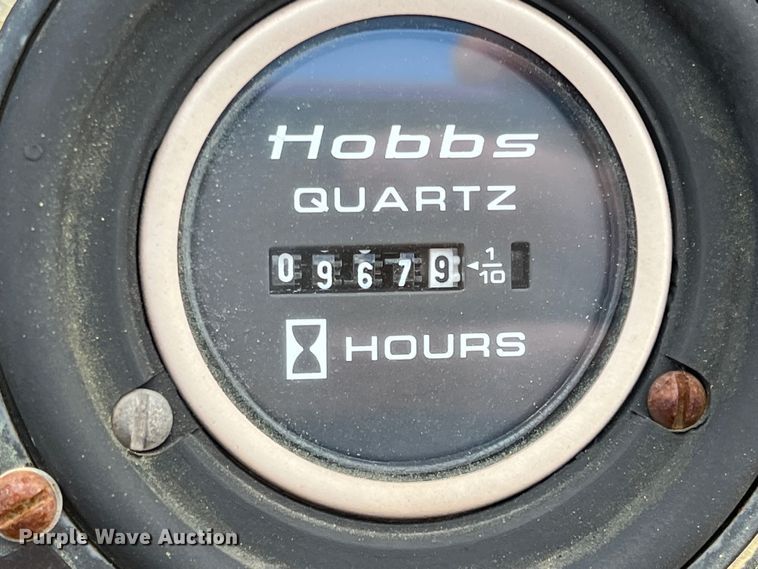 Hobbs
QUARTZ
09679 ◄1/10
HOURS
Purple Wave Auction